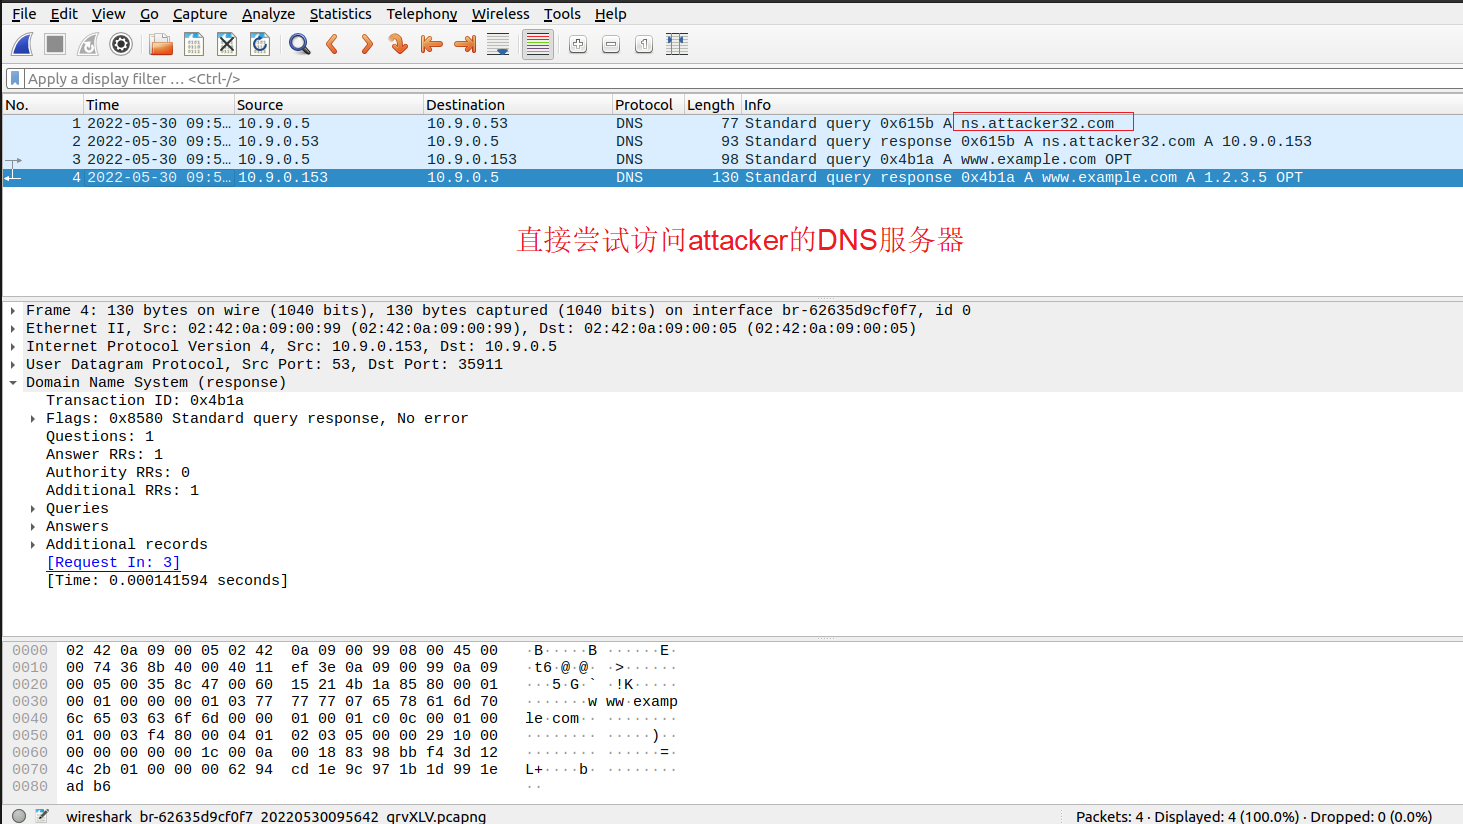 File Edit View Go Capture Analyze Statistics Telephony Wireless Tools Help
Apply a display filter … <Ctrl-/>
No. Time Source Destination Protocol Length Info
1 2022-05-30 09:5… 10.9.0.5 10.9.0.53 DNS 77 Standard query 0x615b A ns.attacker32.com
2 2022-05-30 09:5… 10.9.0.53 10.9.0.5 DNS 93 Standard query response 0x615b A ns.attacker32.com A 10.9.0.153
3 2022-05-30 09:5… 10.9.0.5 10.9.0.153 DNS 98 Standard query 0x4b1a A www.example.com OPT
4 2022-05-30 09:5… 10.9.0.153 10.9.0.5 DNS 130 Standard query response 0x4b1a A www.example.com A 1.2.3.5 OPT
直接尝试访问attacker的DNS服务器
Frame 4: 130 bytes on wire (1040 bits), 130 bytes captured (1040 bits) on interface br-62635d9cf0f7, id 0
Ethernet II, Src: 02:42:0a:09:00:99 (02:42:0a:09:00:99), Dst: 02:42:0a:09:00:05 (02:42:0a:09:00:05)
Internet Protocol Version 4, Src: 10.9.0.153, Dst: 10.9.0.5
User Datagram Protocol, Src Port: 53, Dst Port: 35911
Domain Name System (response)
Transaction ID: 0x4b1a
Flags: 0x8580 Standard query response, No error
Questions: 1
Answer RRs: 1
Authority RRs: 0
Additional RRs: 1
Queries
Answers
Additional records
[Request In: 3]
[Time: 0.000141594 seconds]
0000 02 42 0a 09 00 05 02 42 0a 09 00 99 08 00 45 00 ·B·····B ······E·
0010 00 74 36 8b 40 00 40 11 ef 3e 0a 09 00 99 0a 09 ·t6·@·@· ·>······
0020 00 05 00 35 8c 47 00 60 15 21 4b 1a 85 80 00 01 ···5·G·` ·!K·····
0030 00 01 00 00 00 01 03 77 77 77 07 65 78 61 6d 70 ·······w ww·examp
0040 6c 65 03 63 6f 6d 00 00 01 00 01 c0 0c 00 01 00 le·com·· ········
0050 01 00 03 f4 80 00 04 01 02 03 05 00 00 29 10 00 ········ ·····)··
0060 00 00 00 00 00 1c 00 0a 00 18 83 98 bb f4 3d 12 ········ ······=·
0070 4c 2b 01 00 00 00 62 94 cd 1e 9c 97 1b 1d 99 1e L+····b· ········
0080 ad b6 ··
wireshark_br-62635d9cf0f7_20220530095642_qrvXLV.pcapng Packets: 4 · Displayed: 4 (100.0%) · Dropped: 0 (0.0%)